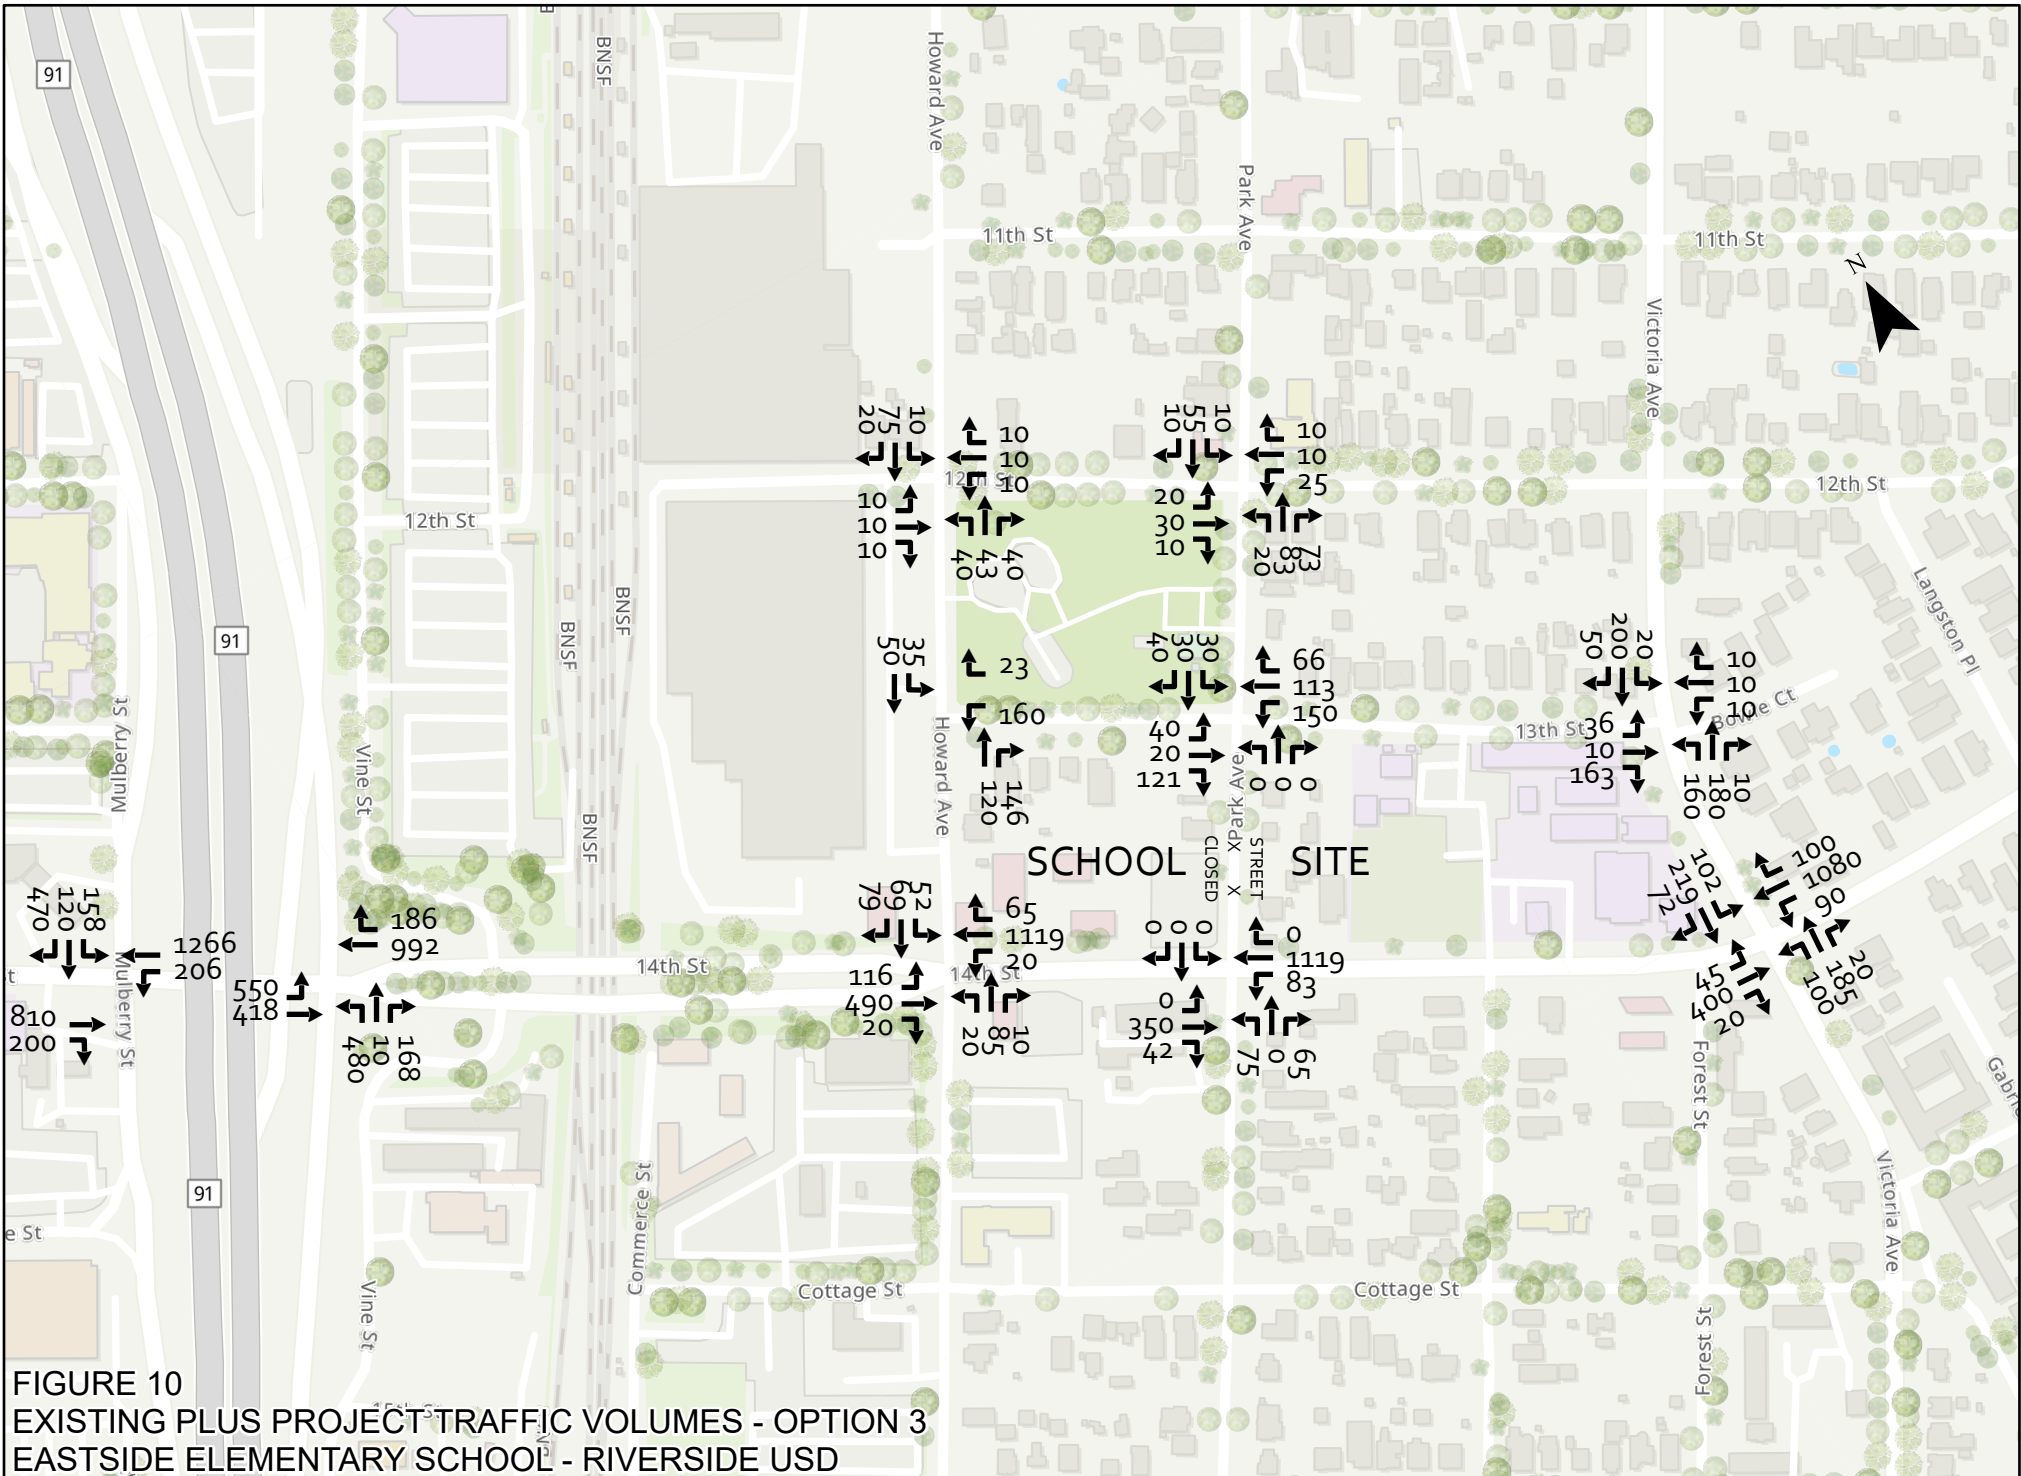 91
BNSF
Howard Ave
Park Ave
11th St
11th St
N
Victoria Ave
20 75 10
10
10
10
12th St
10
10
10
40 43 40
10 55 10
10
10
25
20
30
10
20 83 73
12th St
12th St
Langston Pl
BNSF
BNSF
91
50 35
23
160
120 146
Howard Ave
40 30 30
66
113
150
40
20
121
0 0 0
Park Ave
13th St
50 200 20
10
10
10
Bowie Ct
36
10
163
160 180 10
Mulberry St
Vine St
BNSF
SCHOOL
CLOSED
X X
X
STREET
SITE
470 120 158
1266
206
810
200
Mulberry St
186
992
550
418
480 10 168
14th St
79 69 52
65
1119
20
14th St
116
490
20
20 85 10
0 0 0
0
1119
83
0
350
42
75 0 65
72 219 102
100
1080
90
45
400
20
100 185 20
Forest St
Victoria Ave
91
e St
Vine St
Commerce St
Cottage St
Cottage St
Forest St
15th St
FIGURE 10
EXISTING PLUS PROJECT TRAFFIC VOLUMES - OPTION 3
EASTSIDE ELEMENTARY SCHOOL - RIVERSIDE USD